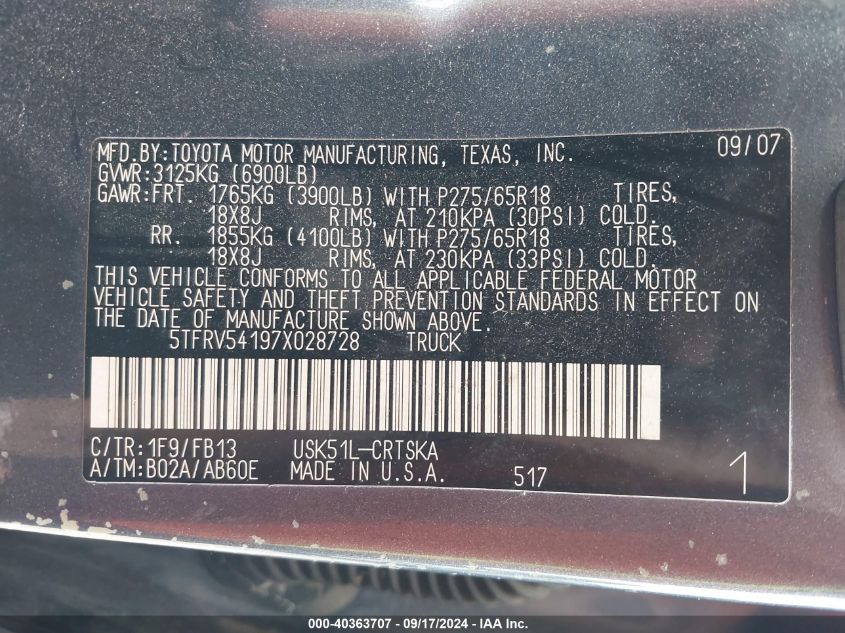 MFD.BY:TOYOTA MOTOR MANUFACTURING, TEXAS, INC. 09/07
GVWR:3125KG (6900LB)
GAWR:FRT. 1765KG (3900LB) WITH P275/65R18 TIRES,
18X8J RIMS, AT 210KPA (30PSI) COLD.
RR. 1855KG (4100LB) WITH P275/65R18 TIRES,
18X8J RIMS, AT 230KPA (33PSI) COLD.
THIS VEHICLE CONFORMS TO ALL APPLICABLE FEDERAL MOTOR
VEHICLE SAFETY AND THEFT PREVENTION STANDARDS IN EFFECT ON
THE DATE OF MANUFACTURE SHOWN ABOVE.
5TFRV54197X028728 TRUCK
C/TR:1F9/FB13 USK51L-CRTSKA
A/TM:B02A/AB60E MADE IN U.S.A. 517 1
000-40363707 - 09/17/2024 - IAA Inc.